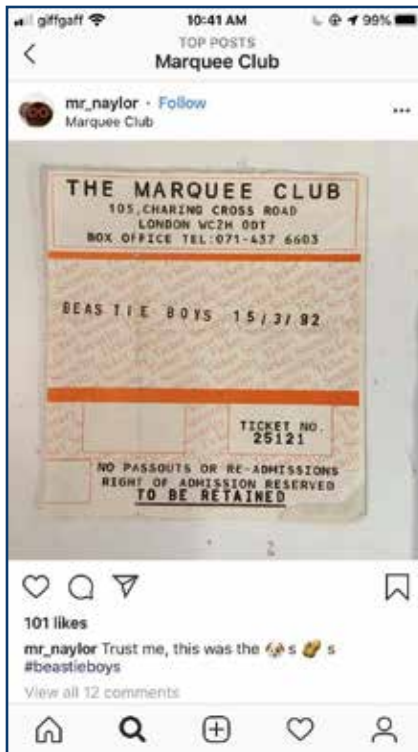 giffgaff 10:41 AM 99%
TOP POSTS
Marquee Club
mr_naylor · Follow
Marquee Club
THE MARQUEE CLUB
105, CHARING CROSS ROAD
LONDON WC2H 0DT
BOX OFFICE TEL:071-437 6603
BEASTIE BOYS 15/3/92
TICKET NO.
25121
NO PASSOUTS OR RE-ADMISSIONS
RIGHT OF ADMISSION RESERVED
TO BE RETAINED
101 likes
mr_naylor Trust me, this was the 🐶 s 🥜 s
#beastieboys
View all 12 comments